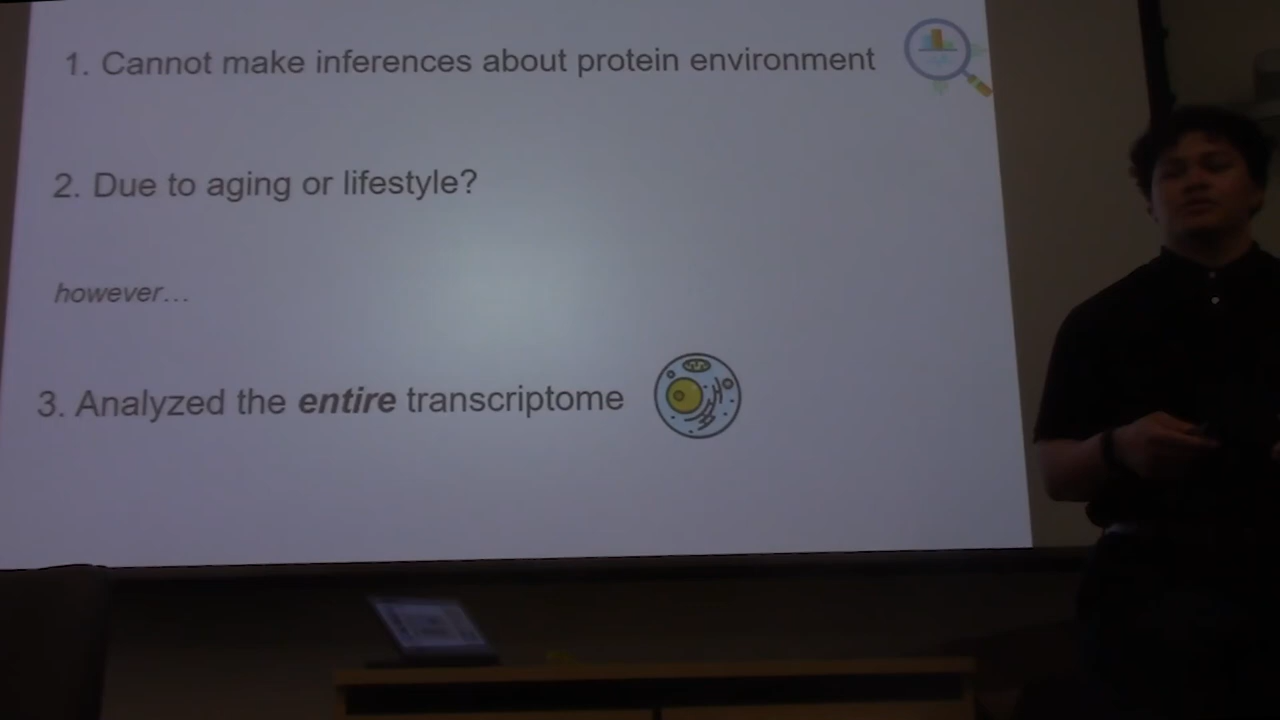 1. Cannot make inferences about protein environment
2. Due to aging or lifestyle?
however...
3. Analyzed the entire transcriptome